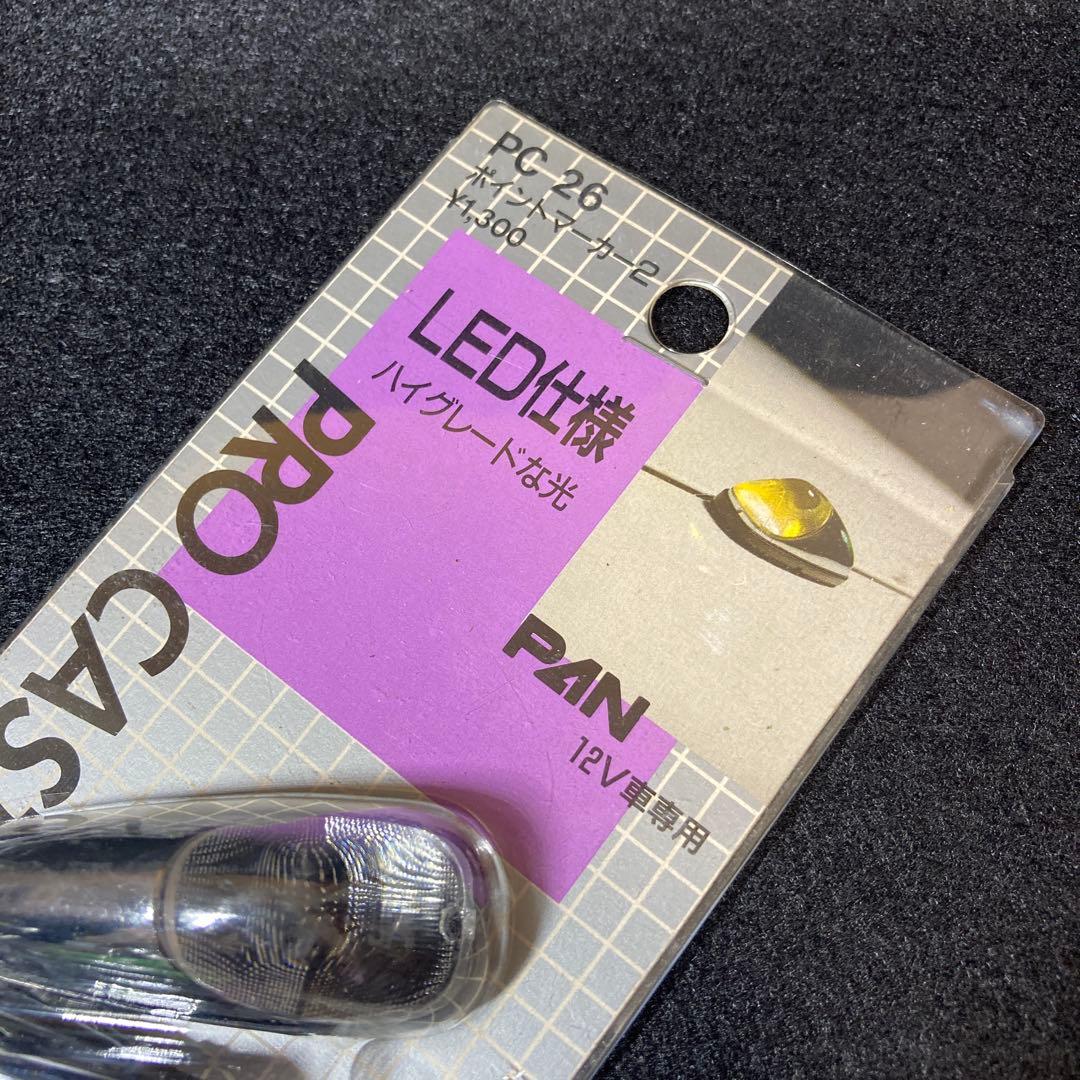 PC 26
ポイントマーカー2
¥1,300
LED仕様
ハイグレードな光
PRO CAS
PAN
12V車専用